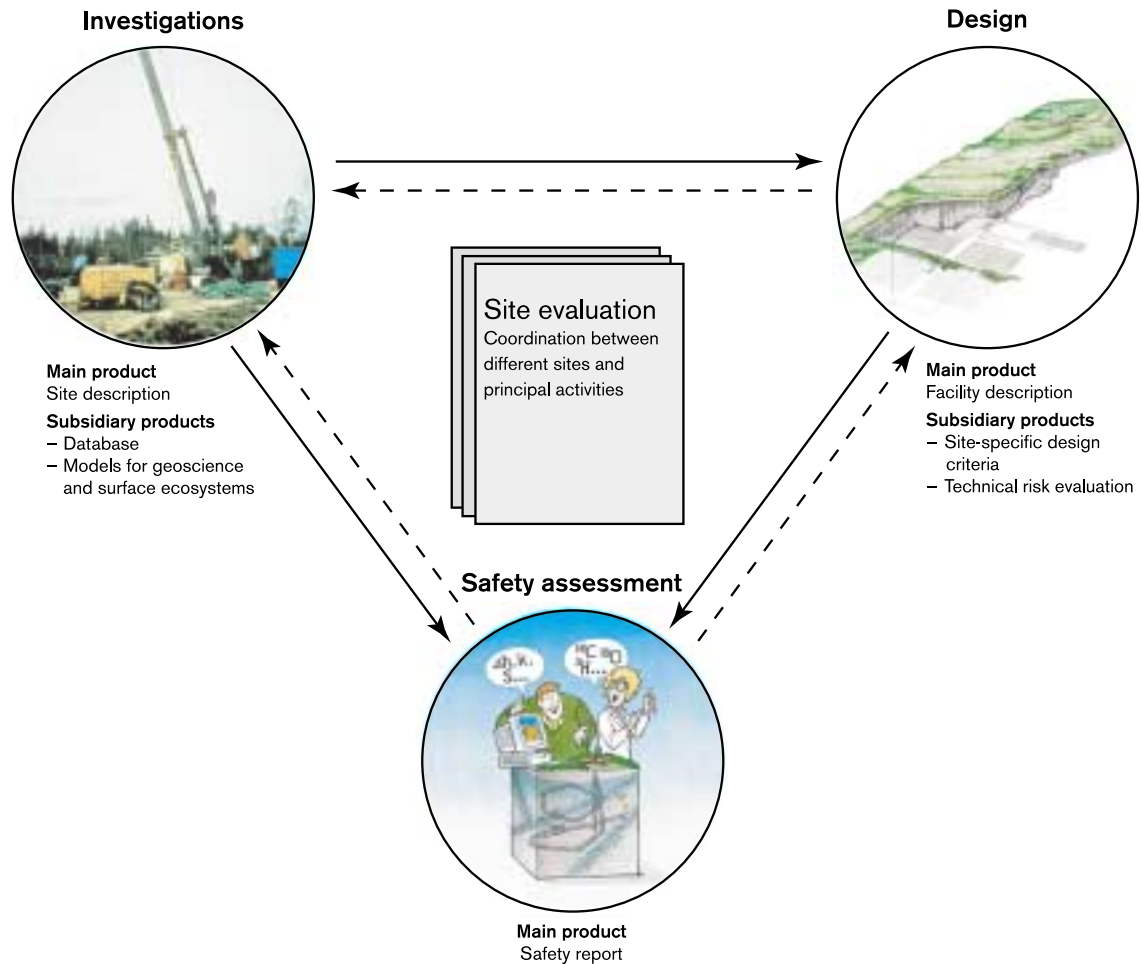 Investigations
Design
Site evaluation
Coordination between
different sites and
principal activities
Main product
Site description
Subsidiary products
– Database
– Models for geoscience
and surface ecosystems
Main product
Facility description
Subsidiary products
– Site-specific design
criteria
– Technical risk evaluation
Safety assessment
Main product
Safety report